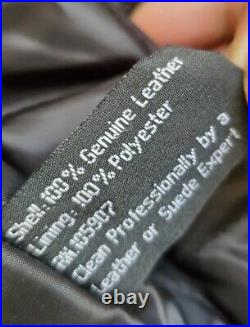 Shell: 100% Genuine Leather
Lining: 100% Polyester
RN:105907
Clean Professionally by a
Leather or Suede Expert